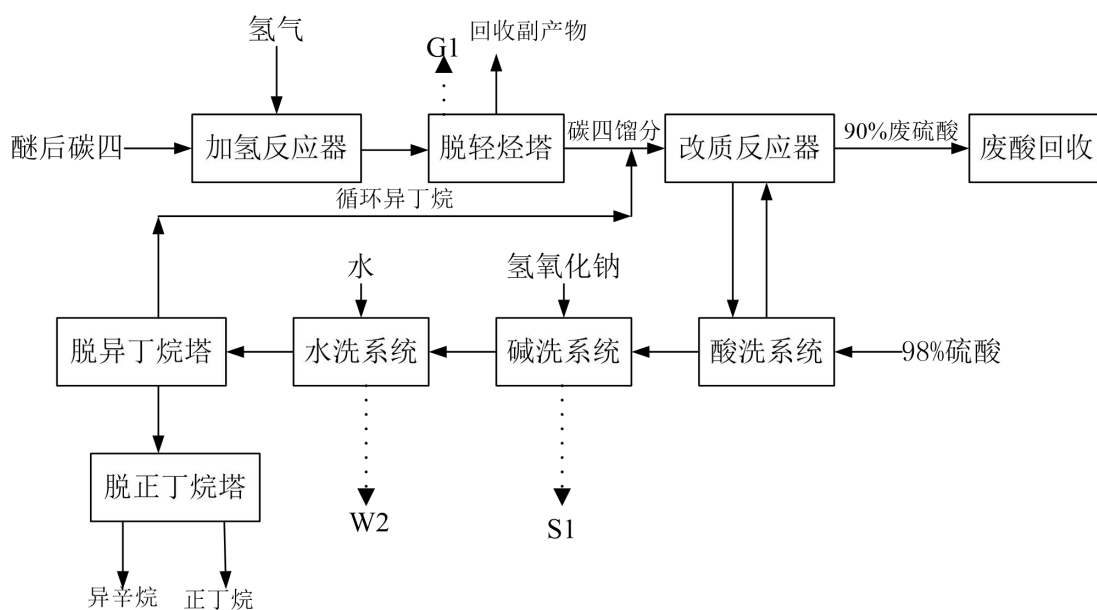 氢气
G1
回收副产物
醚后碳四
加氢反应器
脱轻烃塔
碳四馏分
改质反应器
90%废硫酸
废酸回收
循环异丁烷
水
氢氧化钠
脱异丁烷塔
水洗系统
碱洗系统
酸洗系统
98%硫酸
脱正丁烷塔
W2
S1
异辛烷
正丁烷